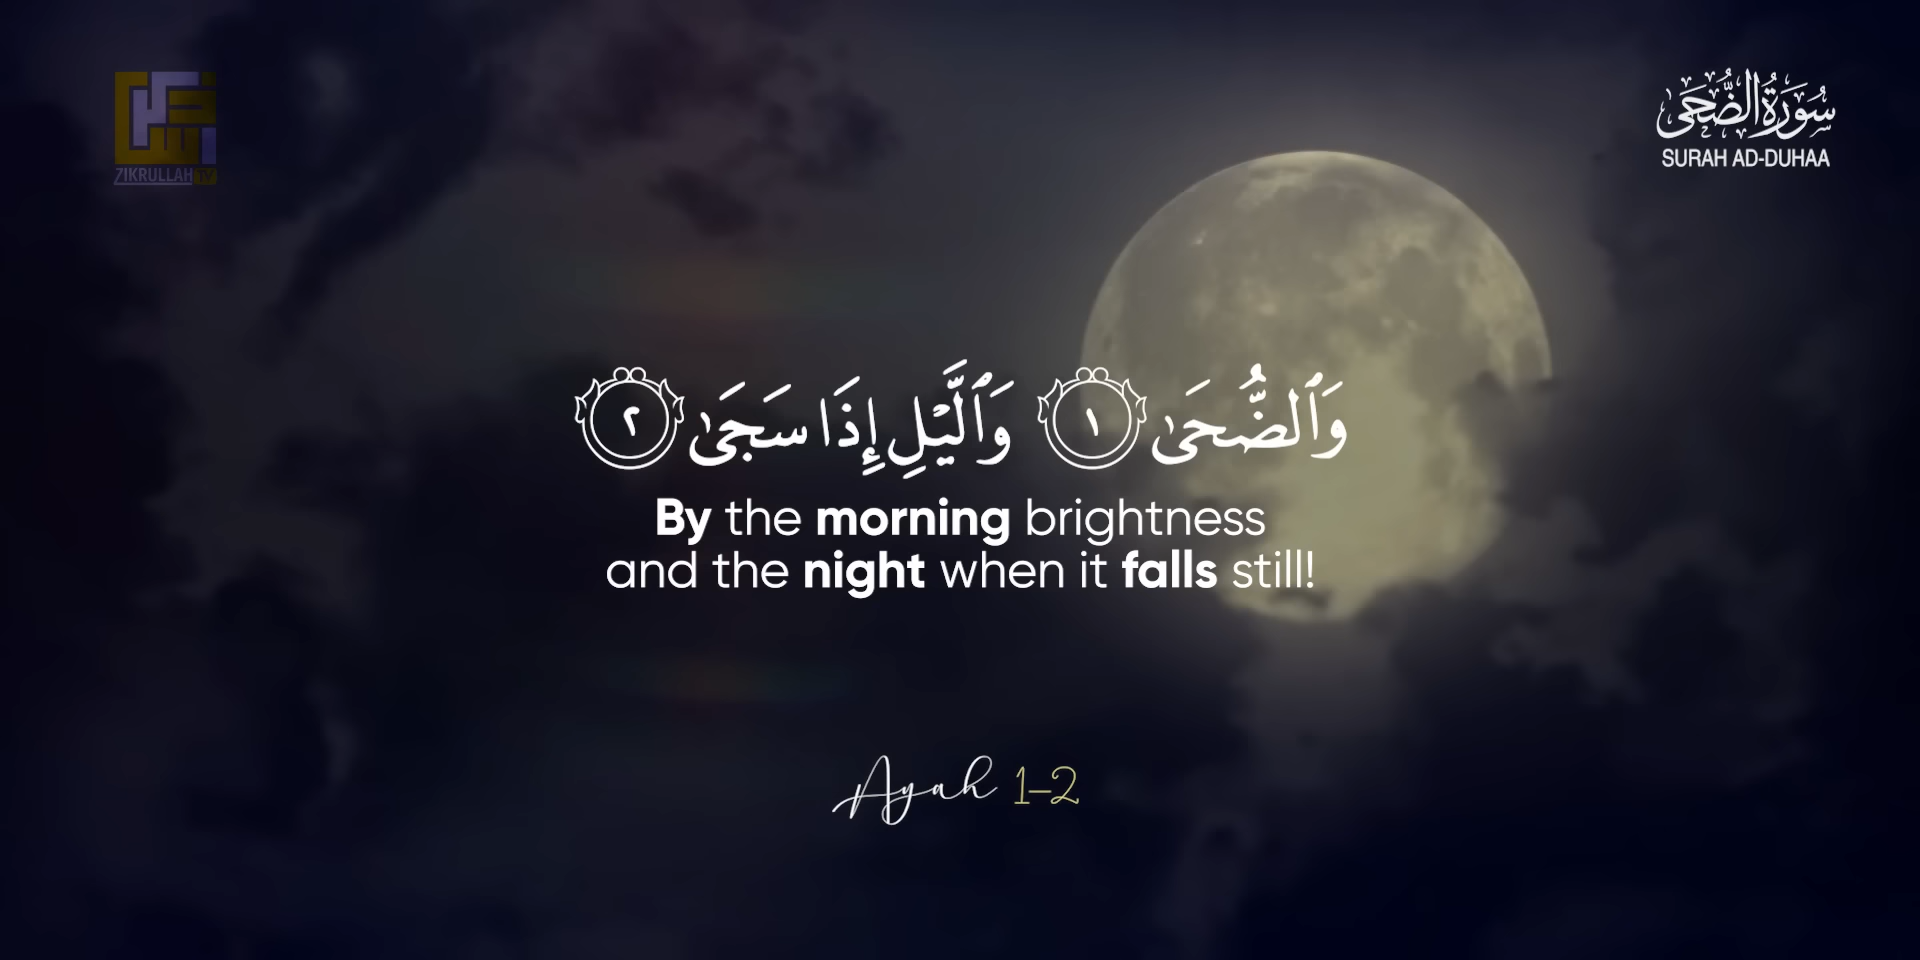 ZIKRULLAH TV
سُورَةُ الضُّحَى
SURAH AD-DUHAA
وَٱلضُّحَىٰ ١ وَٱلَّيْلِ إِذَا سَجَىٰ ٢
By the morning brightness
and the night when it falls still!
Ayah 1–2